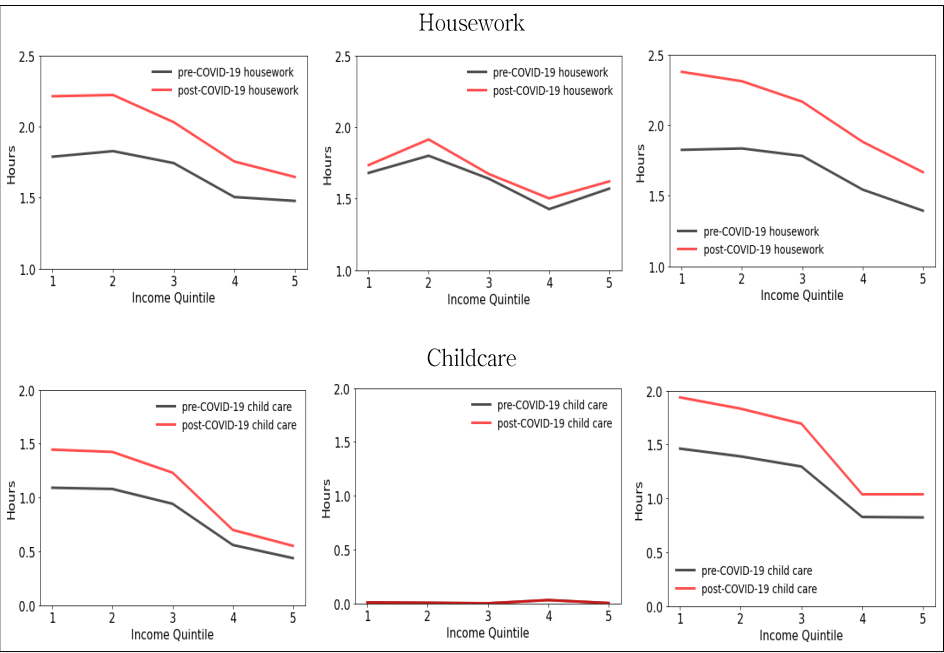 Housework
2.5
2.0
1.5
1.0
Hours
pre-COVID-19 housework
post-COVID-19 housework
1 2 3 4 5
Income Quintile
2.5
2.0
1.5
1.0
Hours
pre-COVID-19 housework
post-COVID-19 housework
1 2 3 4 5
Income Quintile
2.5
2.0
1.5
1.0
Hours
pre-COVID-19 housework
post-COVID-19 housework
1 2 3 4 5
Income Quintile
Childcare
2.0
1.5
1.0
0.5
0.0
Hours
pre-COVID-19 child care
post-COVID-19 child care
1 2 3 4 5
Income Quintile
2.0
1.5
1.0
0.5
0.0
Hours
pre-COVID-19 child care
post-COVID-19 child care
1 2 3 4 5
Income Quintile
2.0
1.5
1.0
0.5
0.0
Hours
pre-COVID-19 child care
post-COVID-19 child care
1 2 3 4 5
Income Quintile